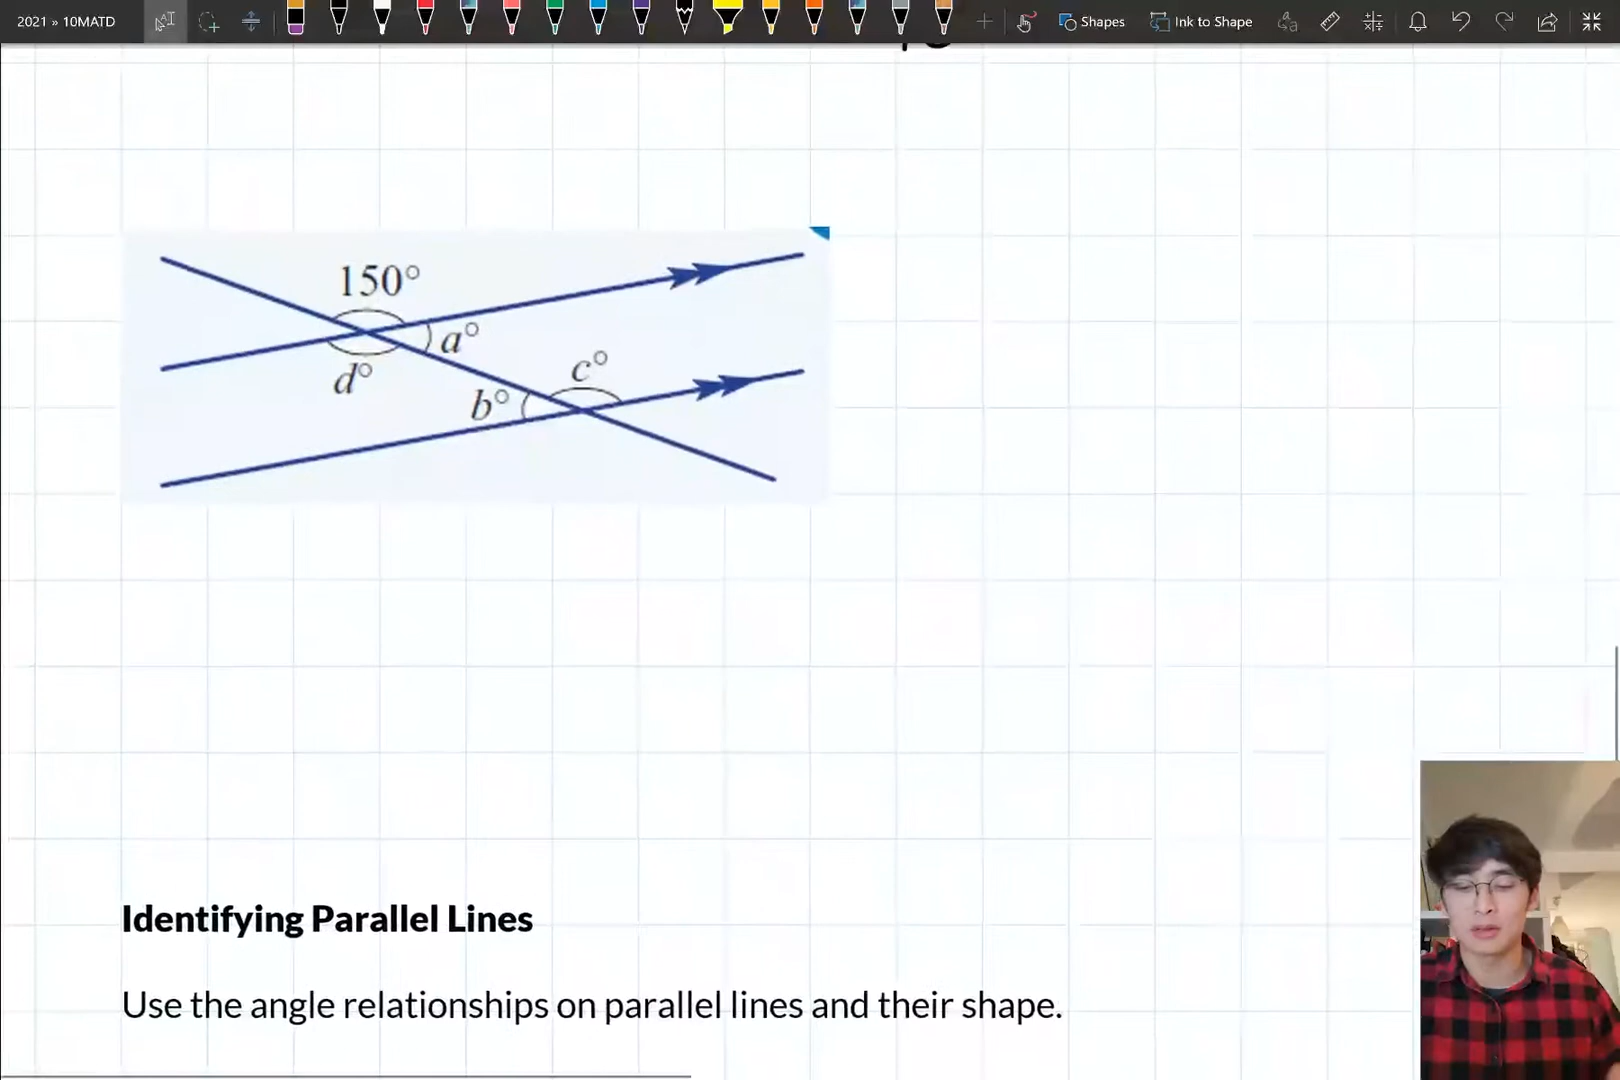 2021 » 10MATD
Shapes
Ink to Shape
150°
a°
d°
c°
b°
Identifying Parallel Lines
Use the angle relationships on parallel lines and their shape.